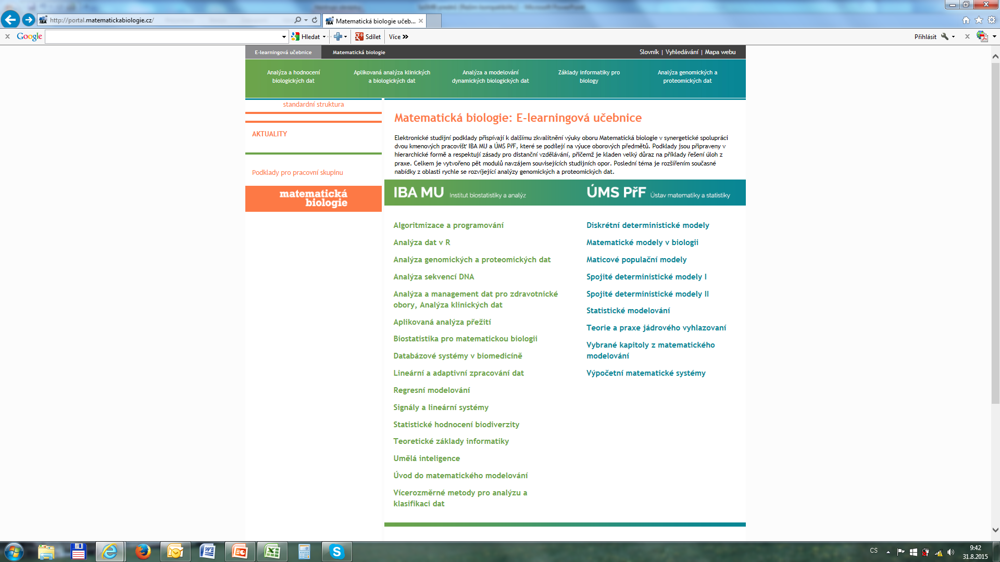 http://portal.matematickabiologie.cz/
Matematická biologie učeb...
Google
Hledat
Sdílet
Více
Přihlásit
E-learningová učebnice
Matematická biologie
Slovník | Vyhledávání | Mapa webu
Analýza a hodnocení
biologických dat
Aplikovaná analýza klinických
a biologických dat
Analýza a modelování
dynamických biologických dat
Základy informatiky pro
biology
Analýza genomických a
proteomických dat
standardní struktura
AKTUALITY
Podklady pro pracovní skupinu
matematická
biologie
Matematická biologie: E-learningová učebnice
Elektronické studijní podklady přispívají k dalšímu zkvalitnění výuky oboru Matematická biologie v synergetické spolupráci
dvou kmenových pracovišť IBA MU a ÚMS PřF, které se podílejí na výuce oborových předmětů. Podklady jsou připraveny v
hierarchické formě a respektují zásady pro distanční vzdělávání, přičemž je kladen velký důraz na příklady řešení úloh z
praxe. Celkem je vytvořeno pět modulů navzájem souvisejících studijních opor. Poslední téma je rozšířením současné
nabídky z oblasti rychle se rozvíjející analýzy genomických a proteomických dat.
IBA MU Institut biostatistiky a analýz
Algoritmizace a programování
Analýza dat v R
Analýza genomických a proteomických dat
Analýza sekvencí DNA
Analýza a management dat pro zdravotnické
obory, Analýza klinických dat
Aplikovaná analýza přežití
Biostatistika pro matematickou biologii
Databázové systémy v biomedicíně
Lineární a adaptivní zpracování dat
Regresní modelování
Signály a lineární systémy
Statistické hodnocení biodiverzity
Teoretické základy informatiky
Umělá inteligence
Úvod do matematického modelování
Vícerozměrné metody pro analýzu a
klasifikaci dat
ÚMS PřF Ústav matematiky a statistiky
Diskrétní deterministické modely
Matematické modely v biologii
Maticové populační modely
Spojité deterministické modely I
Spojité deterministické modely II
Statistické modelování
Teorie a praxe jádrového vyhlazovaní
Vybrané kapitoly z matematického
modelování
Výpočetní matematické systémy
CS
9:42
31.8.2015